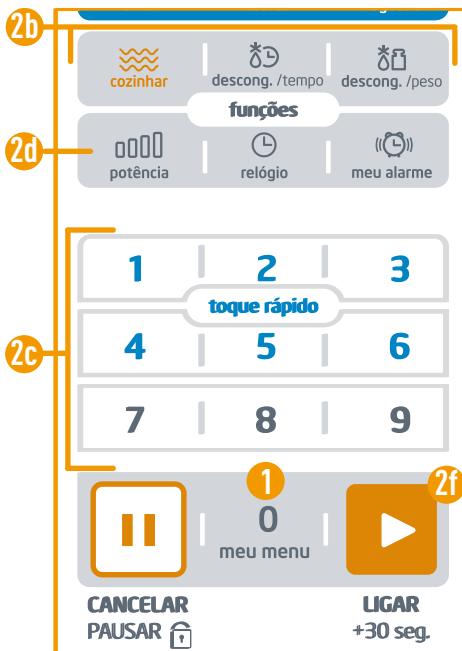 2b
cozinhar
descong. /tempo
descong. /peso
funções
2d
potência
relógio
meu alarme
1 2 3
toque rápido
2c
4 5 6
7 8 9
1
2f
0
meu menu
CANCELAR
PAUSAR
LIGAR
+30 seg.